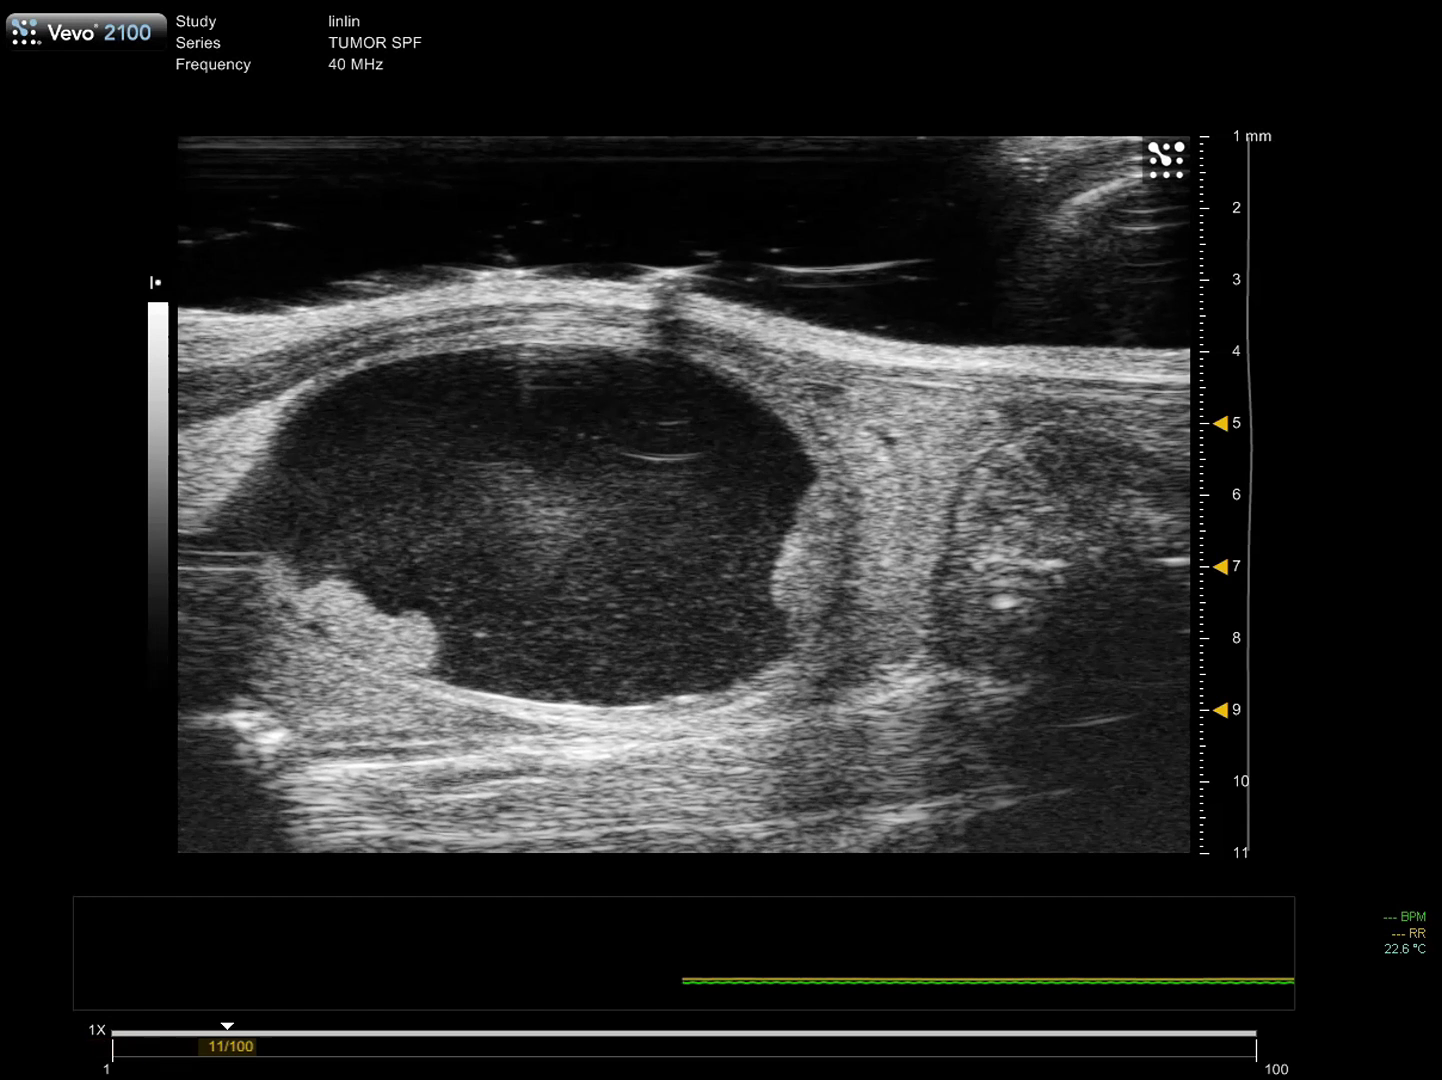 Vevo® 2100
Study linlin
Series TUMOR SPF
Frequency 40 MHz
1 mm
2
3
4
5
6
7
8
9
10
11
--- BPM
--- RR
22.6 °C
1X
11/100
1
100